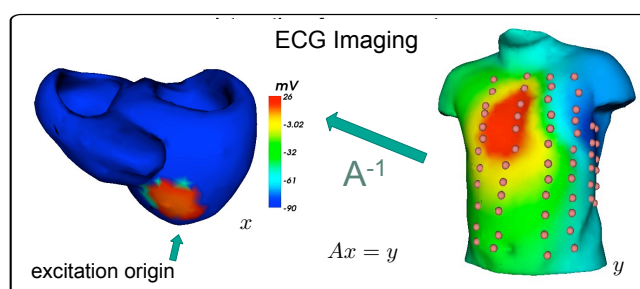 ECG Imaging
mV
26
-3.02
-32
-61
-90
A⁻¹
x
Ax = y
y
excitation origin